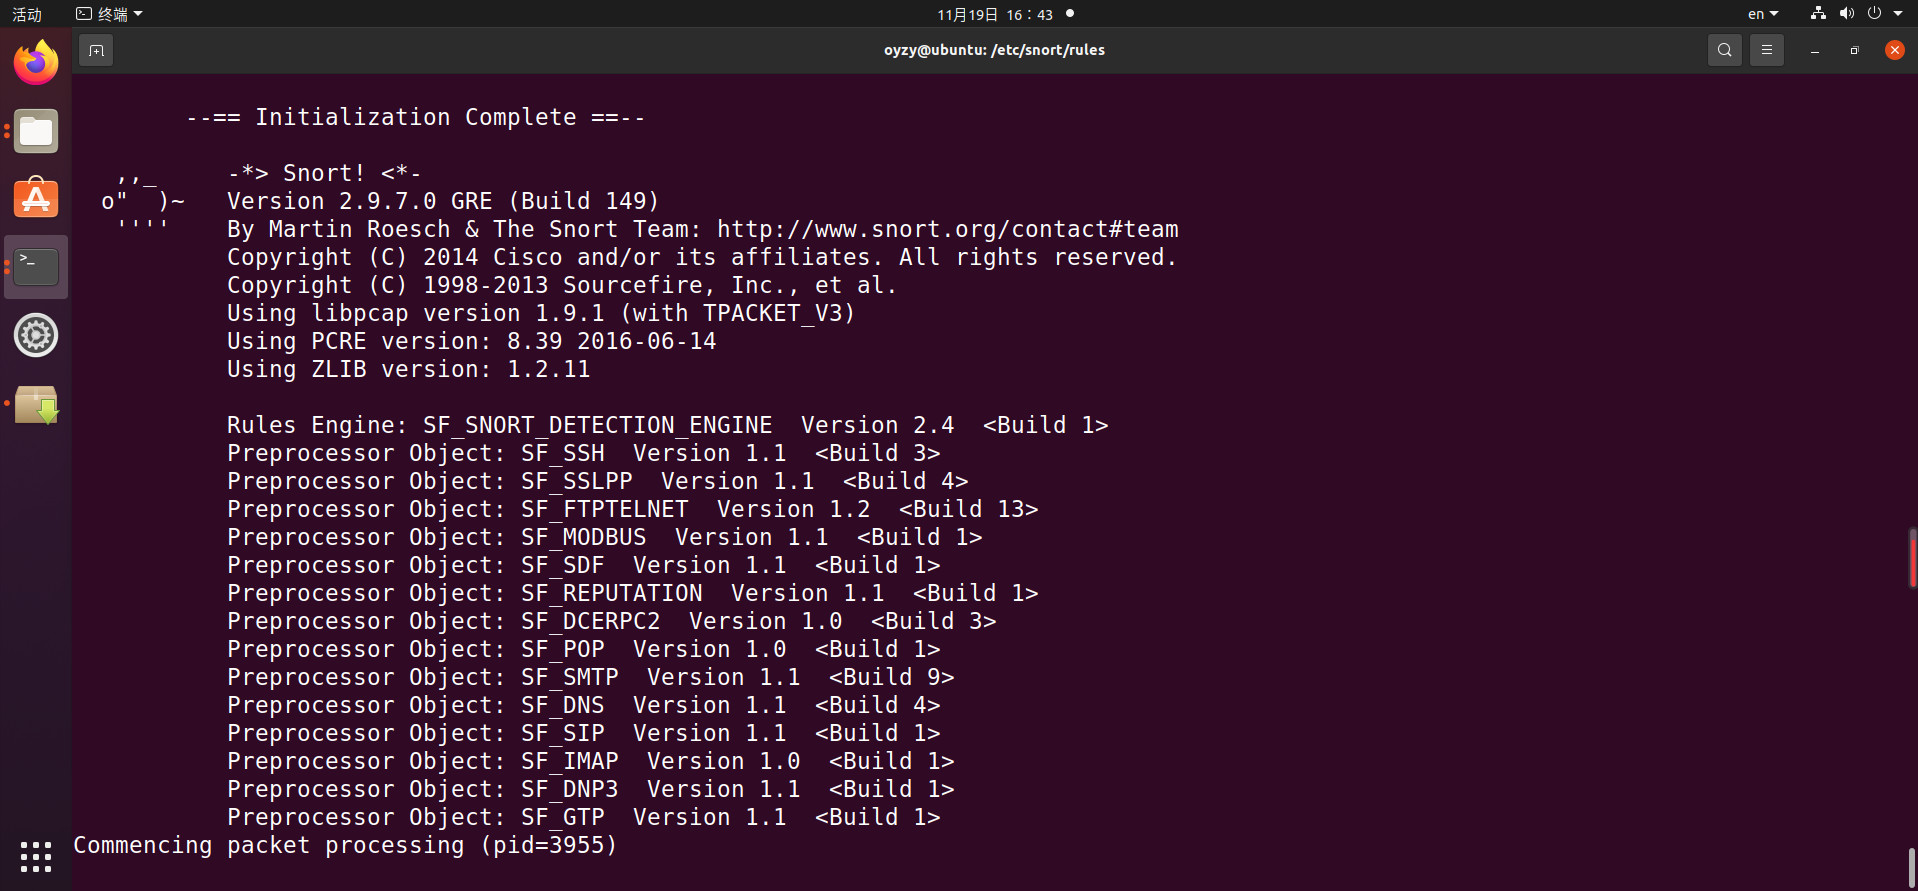 活动 终端 11月19日 16：43 en
oyzy@ubuntu: /etc/snort/rules
--== Initialization Complete ==--
,,_ -*> Snort! <*-
o" )~ Version 2.9.7.0 GRE (Build 149)
'''' By Martin Roesch & The Snort Team: http://www.snort.org/contact#team
Copyright (C) 2014 Cisco and/or its affiliates. All rights reserved.
Copyright (C) 1998-2013 Sourcefire, Inc., et al.
Using libpcap version 1.9.1 (with TPACKET_V3)
Using PCRE version: 8.39 2016-06-14
Using ZLIB version: 1.2.11
Rules Engine: SF_SNORT_DETECTION_ENGINE Version 2.4 <Build 1>
Preprocessor Object: SF_SSH Version 1.1 <Build 3>
Preprocessor Object: SF_SSLPP Version 1.1 <Build 4>
Preprocessor Object: SF_FTPTELNET Version 1.2 <Build 13>
Preprocessor Object: SF_MODBUS Version 1.1 <Build 1>
Preprocessor Object: SF_SDF Version 1.1 <Build 1>
Preprocessor Object: SF_REPUTATION Version 1.1 <Build 1>
Preprocessor Object: SF_DCERPC2 Version 1.0 <Build 3>
Preprocessor Object: SF_POP Version 1.0 <Build 1>
Preprocessor Object: SF_SMTP Version 1.1 <Build 9>
Preprocessor Object: SF_DNS Version 1.1 <Build 4>
Preprocessor Object: SF_SIP Version 1.1 <Build 1>
Preprocessor Object: SF_IMAP Version 1.0 <Build 1>
Preprocessor Object: SF_DNP3 Version 1.1 <Build 1>
Preprocessor Object: SF_GTP Version 1.1 <Build 1>
Commencing packet processing (pid=3955)